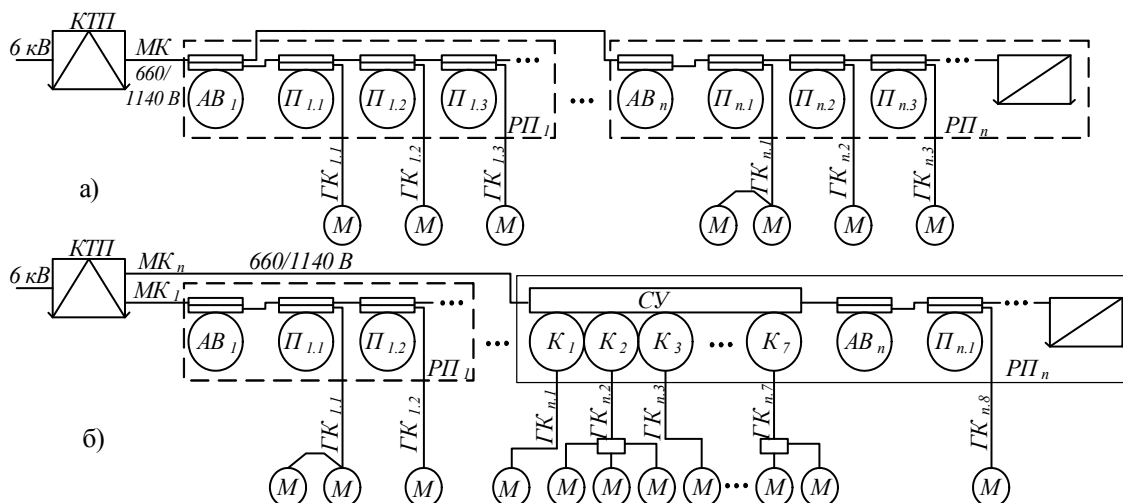 КТП
6 кВ
МК
660/
1140 В
АВ 1
П 1.1
П 1.2
П 1.3
•••
РП 1
•••
АВ n
П n.1
П n.2
П n.3
•••
РП n
ГК 1.1
ГК 1.2
ГК 1.3
ГК n.1
ГК n.2
ГК n.3
а)
М М М М М М М
КТП
6 кВ
МК n
660/1140 В
МК 1
АВ 1
П 1.1
П 1.2
•••
РП 1
•••
СУ
К 1
К 2
К 3
•••
К 7
АВ n
П n.1
•••
РП n
ГК 1.1
ГК 1.2
ГК n.1
ГК n.2
ГК n.3
ГК n.7
ГК n.8
б)
М М М М М М М М ••• М М М М